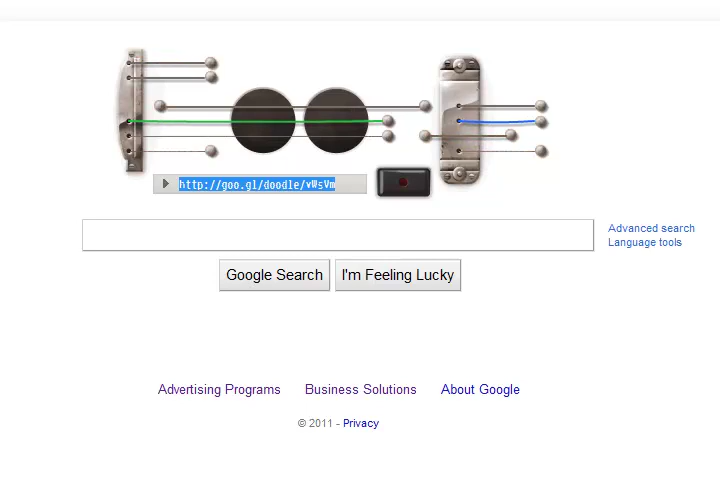 http://goo.gl/doodle/vWsVm
Advanced search
Language tools
Google Search
I'm Feeling Lucky
Advertising Programs
Business Solutions
About Google
© 2011 - Privacy